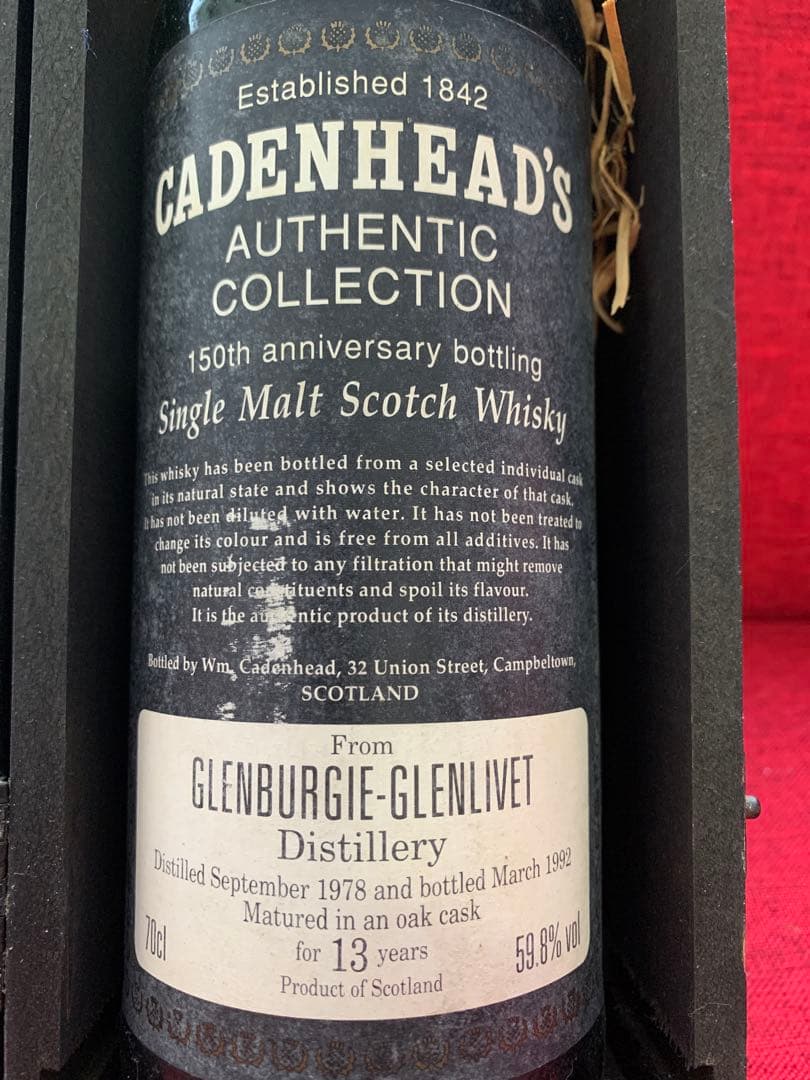 Established 1842
CADENHEAD'S
AUTHENTIC
COLLECTION
150th anniversary bottling
Single Malt Scotch Whisky
This whisky has been bottled from a selected individual cask
in its natural state and shows the character of that cask.
It has not been diluted with water. It has not been treated to
change its colour and is free from all additives. It has
not been subjected to any filtration that might remove
natural constituents and spoil its flavour.
It is the authentic product of its distillery.
Bottled by Wm. Cadenhead, 32 Union Street, Campbeltown,
SCOTLAND
From
GLENBURGIE-GLENLIVET
Distillery
Distilled September 1978 and bottled March 1992
Matured in an oak cask
70cl for 13 years 59.8% vol
Product of Scotland